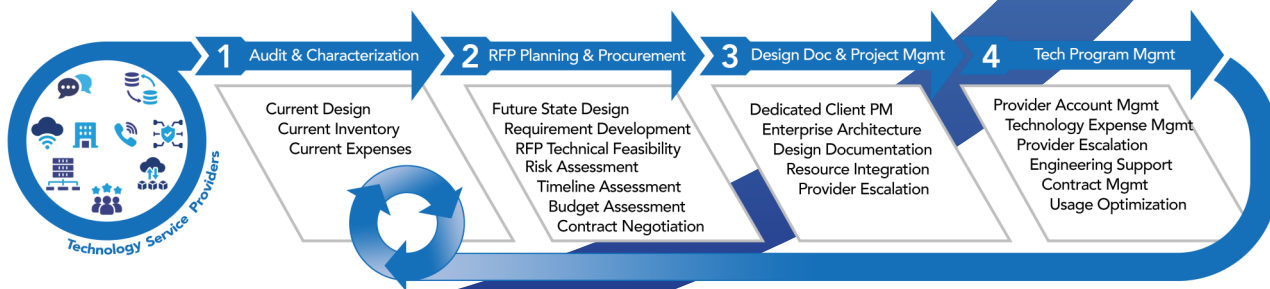 Technology Service Providers
1 Audit & Characterization
Current Design
Current Inventory
Current Expenses
2 RFP Planning & Procurement
Future State Design
Requirement Development
RFP Technical Feasibility
Risk Assessment
Timeline Assessment
Budget Assessment
Contract Negotiation
3 Design Doc & Project Mgmt
Dedicated Client PM
Enterprise Architecture
Design Documentation
Resource Integration
Provider Escalation
4 Tech Program Mgmt
Provider Account Mgmt
Technology Expense Mgmt
Provider Escalation
Engineering Support
Contract Mgmt
Usage Optimization